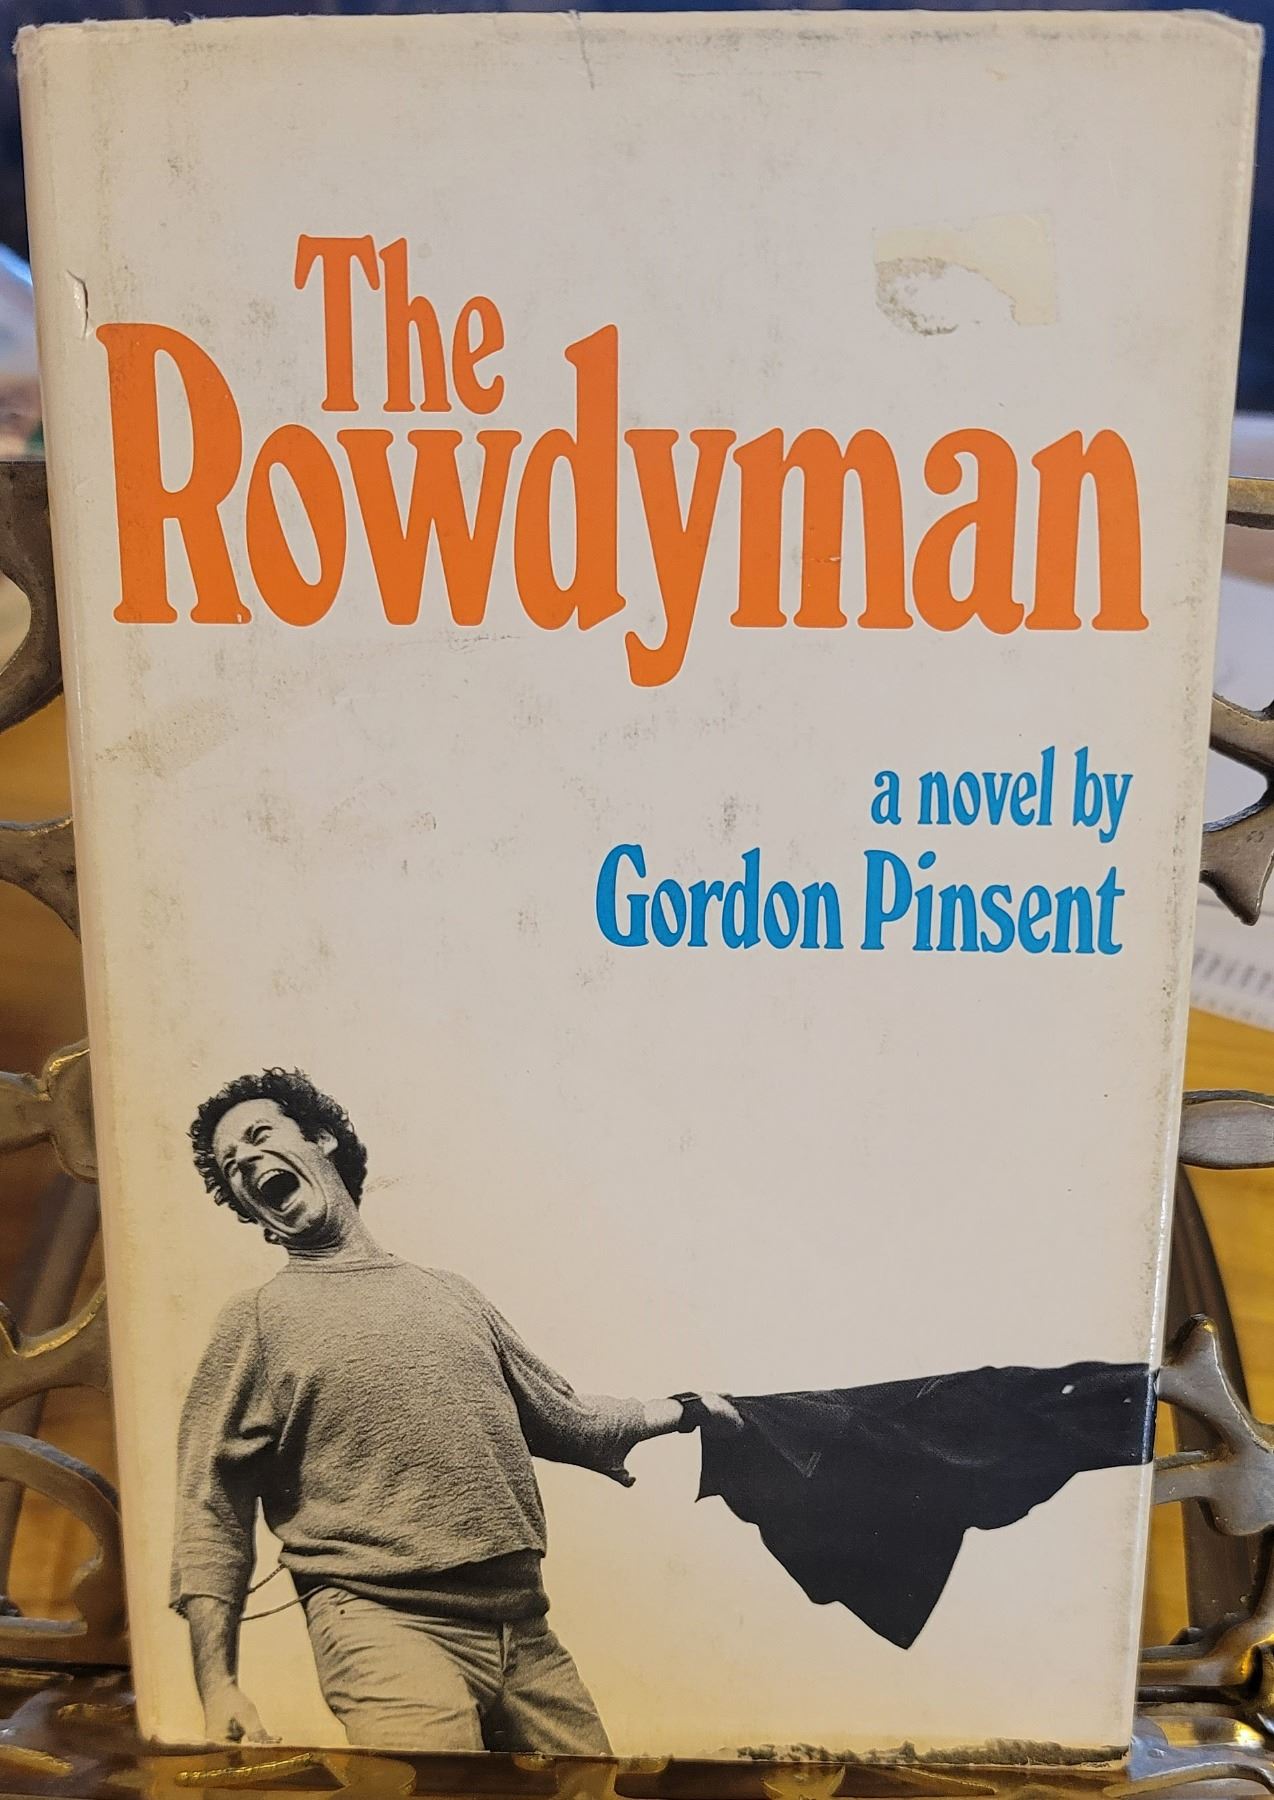 The
Rowdyman
a novel by
Gordon Pinsent